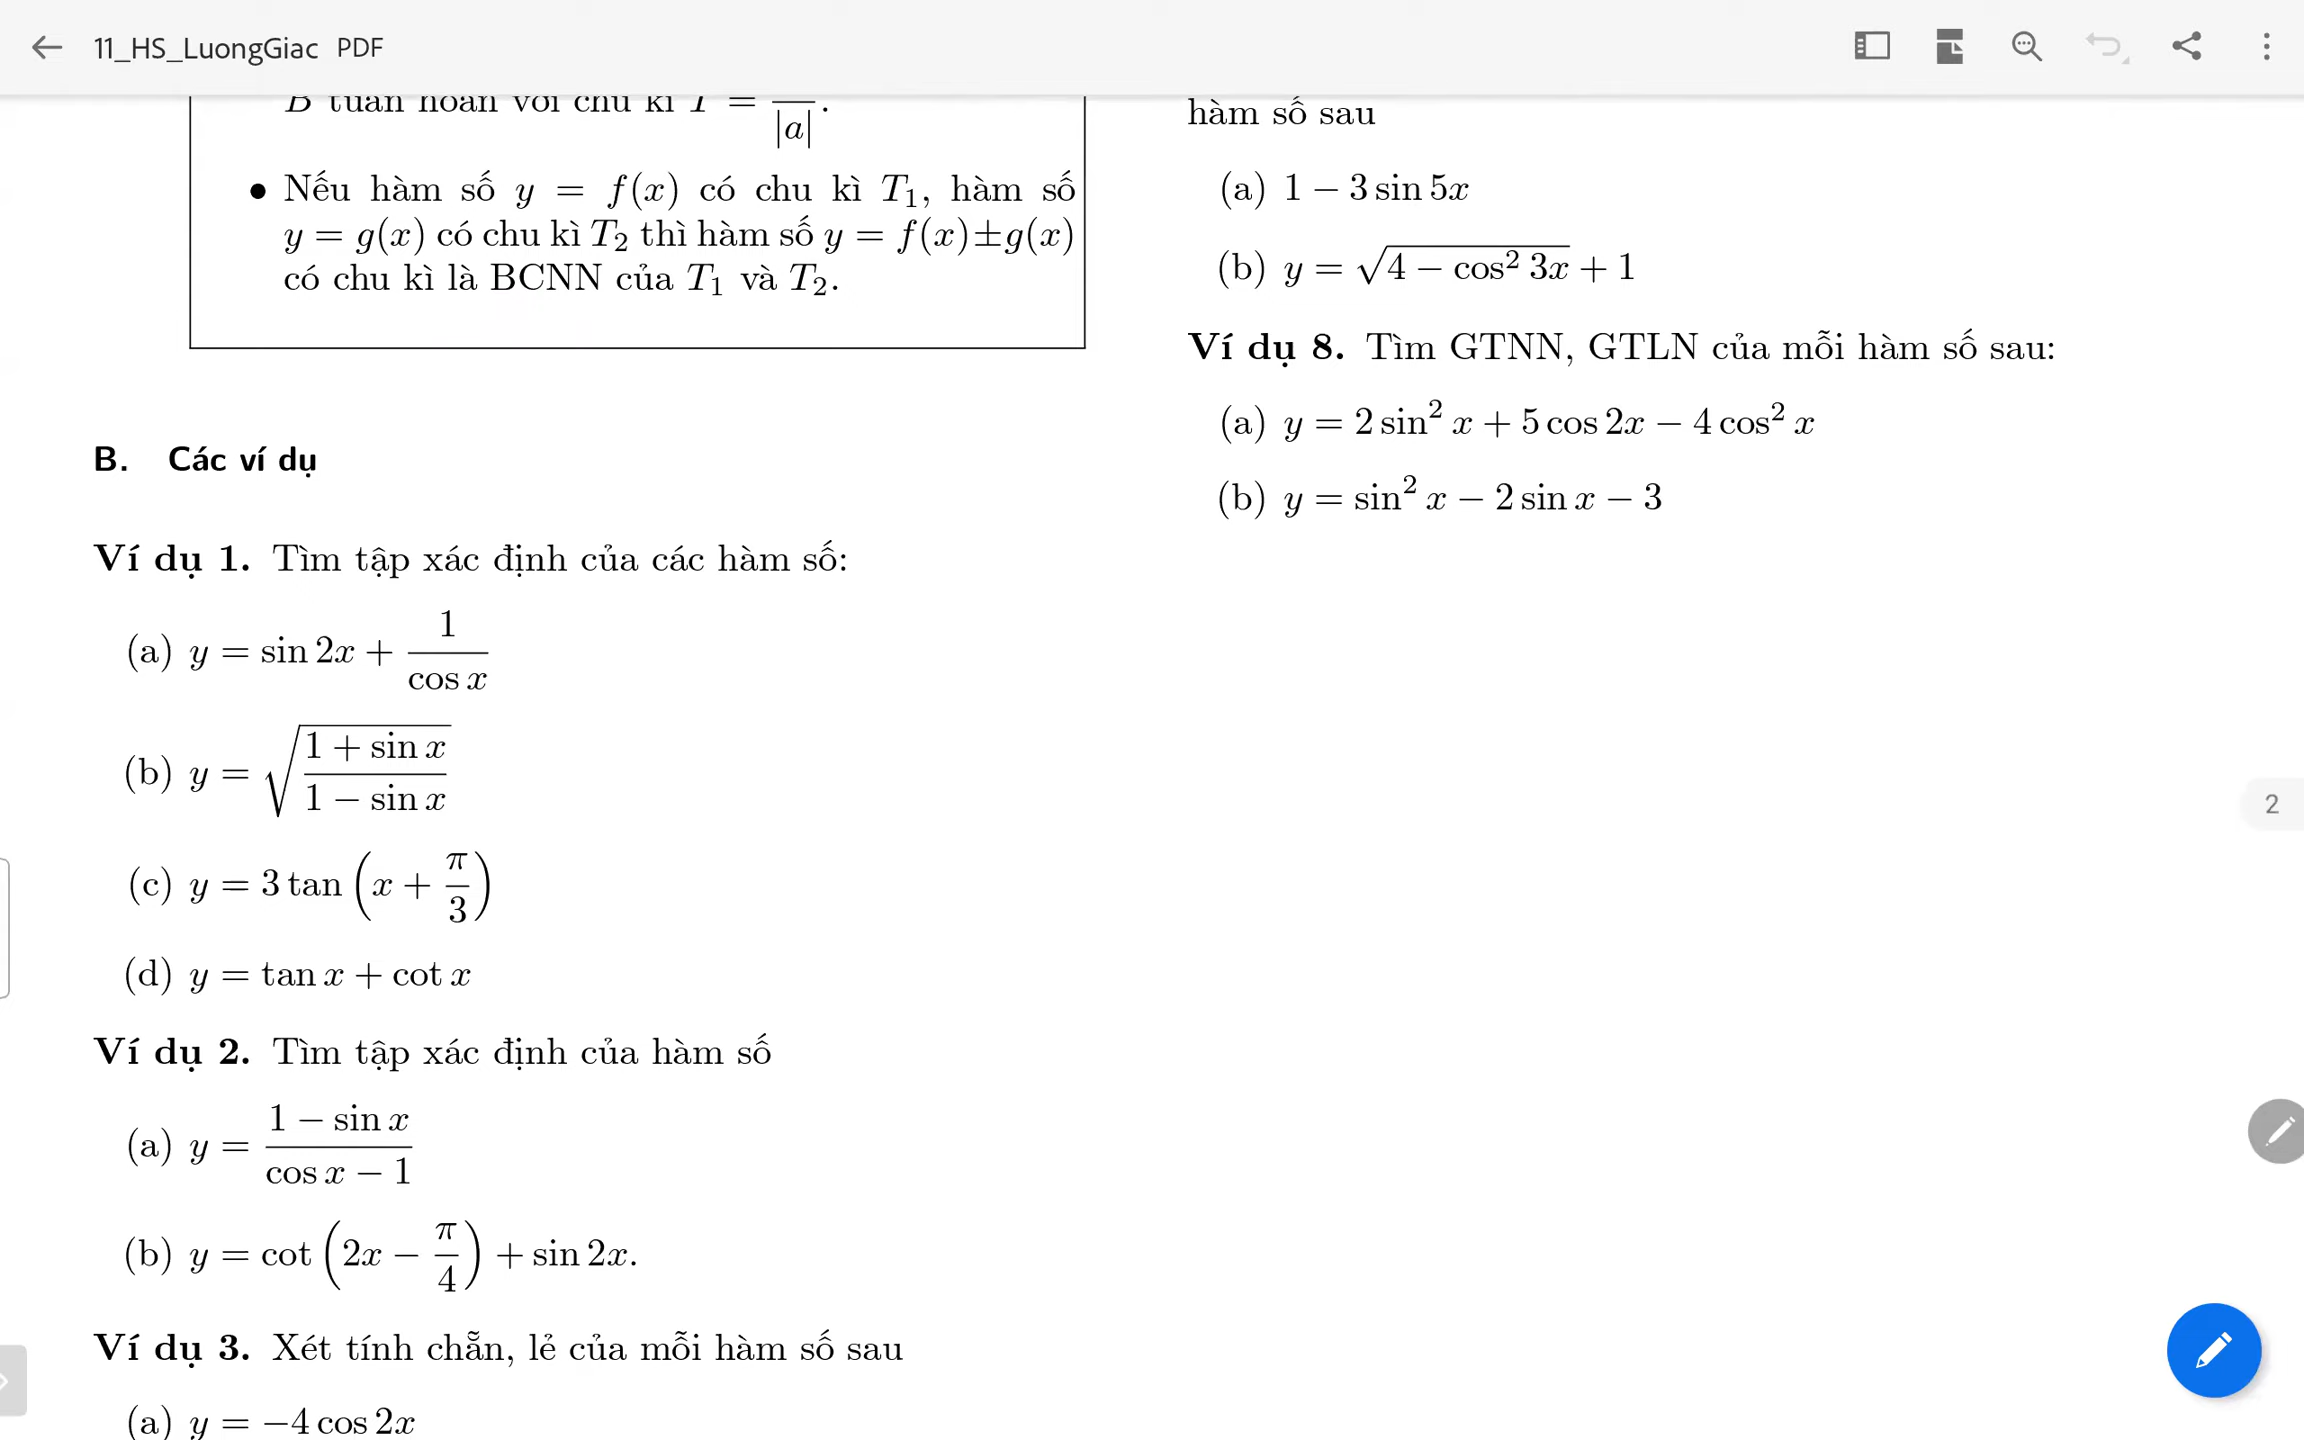 11_HS_LuongGiac PDF
B tuần hoàn với chu kì T = —/|a|.
• Nếu hàm số y = f(x) có chu kì T₁, hàm số
y = g(x) có chu kì T₂ thì hàm số y = f(x)±g(x)
có chu kì là BCNN của T₁ và T₂.
B. Các ví dụ
Ví dụ 1. Tìm tập xác định của các hàm số:
(a) y = sin 2x + 1/cos x
(b) y = √((1 + sin x)/(1 − sin x))
(c) y = 3 tan (x + π/3)
(d) y = tan x + cot x
Ví dụ 2. Tìm tập xác định của hàm số
(a) y = (1 − sin x)/(cos x − 1)
(b) y = cot (2x − π/4) + sin 2x.
Ví dụ 3. Xét tính chẵn, lẻ của mỗi hàm số sau
(a) y = −4 cos 2x
hàm số sau
(a) 1 − 3 sin 5x
(b) y = √(4 − cos² 3x) + 1
Ví dụ 8. Tìm GTNN, GTLN của mỗi hàm số sau:
(a) y = 2 sin² x + 5 cos 2x − 4 cos² x
(b) y = sin² x − 2 sin x − 3
2